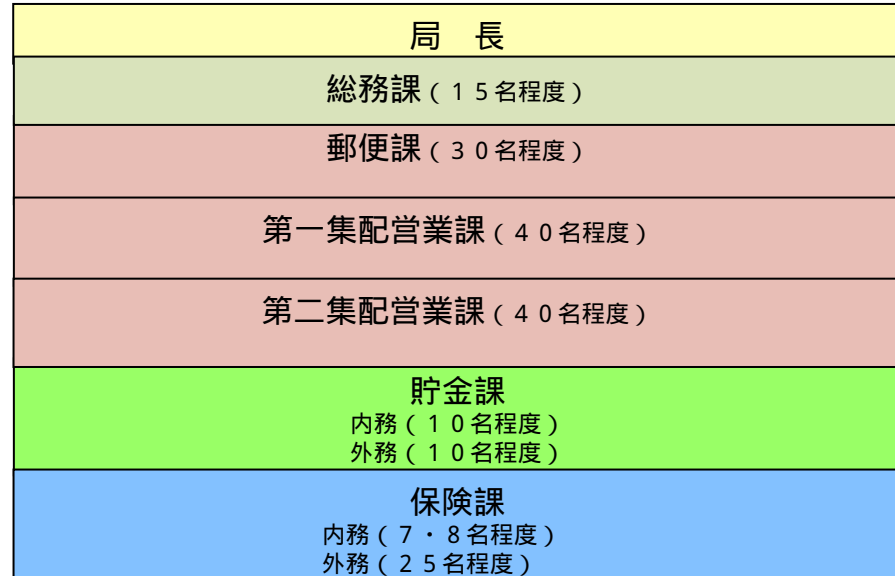 局　長
総務課（１５名程度）
郵便課（３０名程度）
第一集配営業課（４０名程度）
第二集配営業課（４０名程度）
貯金課
内務（１０名程度）
外務（１０名程度）
保険課
内務（７・８名程度）
外務（２５名程度）